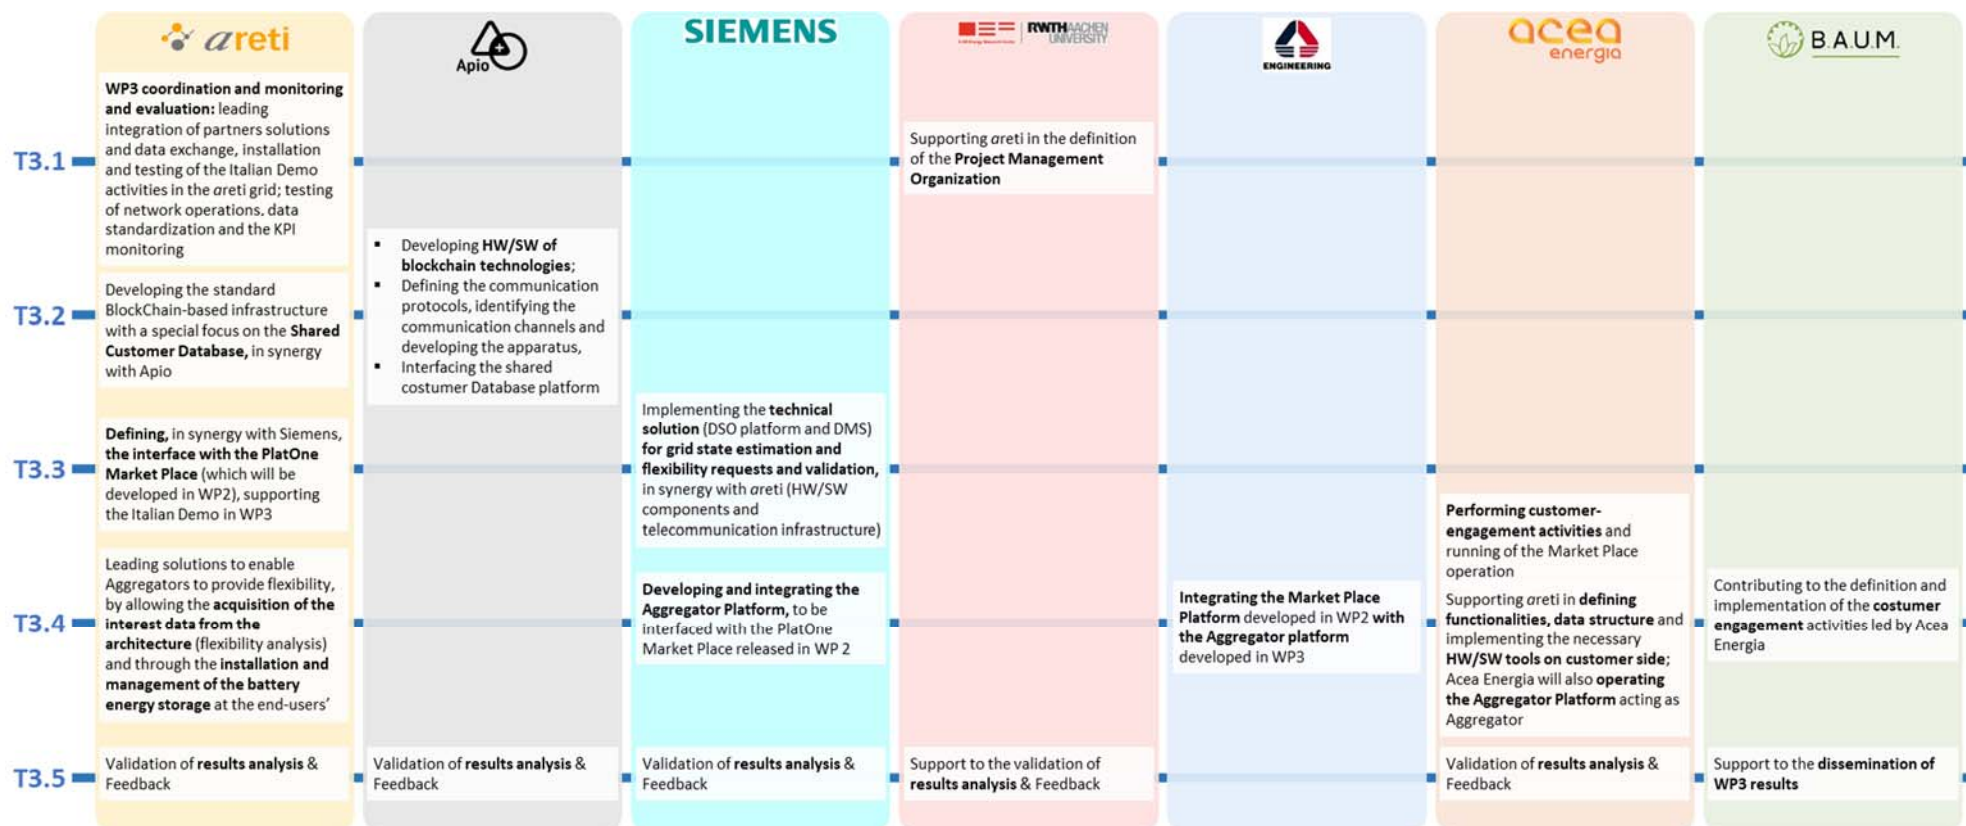 areti
WP3 coordination and monitoring
and evaluation: leading
integration of partners solutions
and data exchange, installation
and testing of the Italian Demo
activities in the areti grid; testing
of network operations, data
standardization and the KPI
monitoring
Developing the standard
BlockChain-based infrastructure
with a special focus on the Shared
Customer Database, in synergy
with Apio
Defining, in synergy with Siemens,
the interface with the PlatOne
Market Place (which will be
developed in WP2), supporting
the Italian Demo in WP3
Leading solutions to enable
Aggregators to provide flexibility,
by allowing the acquisition of the
interest data from the
architecture (flexibility analysis)
and through the installation and
management of the battery
energy storage at the end-users'
Validation of results analysis &
Feedback
Apio
▪ Developing HW/SW of
blockchain technologies;
▪ Defining the communication
protocols, identifying the
communication channels and
developing the apparatus,
▪ Interfacing the shared
costumer Database platform
Validation of results analysis &
Feedback
SIEMENS
Implementing the technical
solution (DSO platform and DMS)
for grid state estimation and
flexibility requests and validation,
in synergy with areti (HW/SW
components and
telecommunication infrastructure)
Developing and integrating the
Aggregator Platform, to be
interfaced with the PlatOne
Market Place released in WP 2
Validation of results analysis &
Feedback
RWTH AACHEN
UNIVERSITY
Supporting areti in the definition
of the Project Management
Organization
Support to the validation of
results analysis & Feedback
ENGINEERING
Integrating the Market Place
Platform developed in WP2 with
the Aggregator platform
developed in WP3
acea
energia
Performing customer-
engagement activities and
running of the Market Place
operation
Supporting areti in defining
functionalities, data structure and
implementing the necessary
HW/SW tools on customer side;
Acea Energia will also operating
the Aggregator Platform acting as
Aggregator
Validation of results analysis &
Feedback
B.A.U.M.
Contributing to the definition and
implementation of the costumer
engagement activities led by Acea
Energia
Support to the dissemination of
WP3 results
T3.1
T3.2
T3.3
T3.4
T3.5